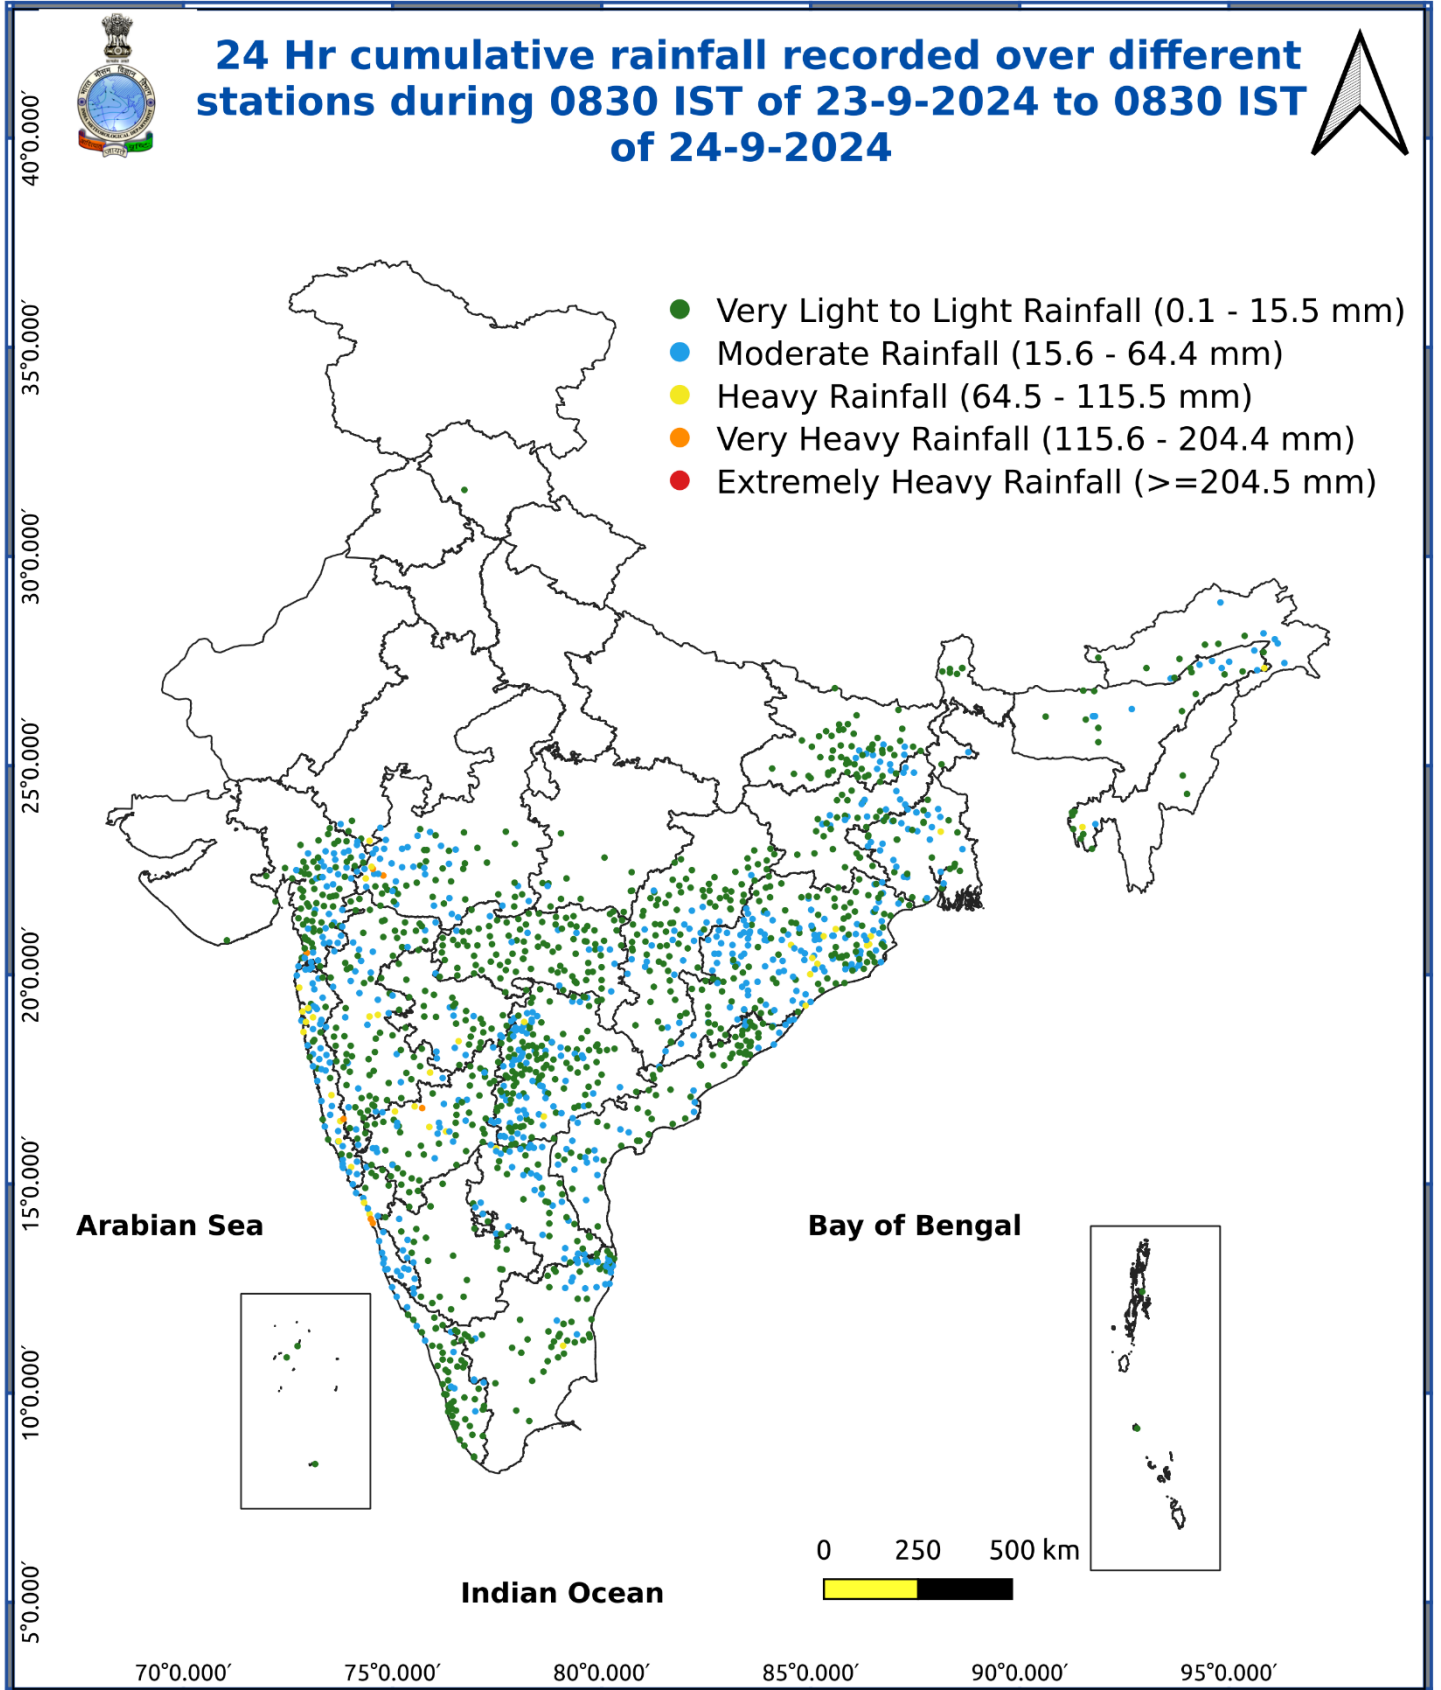 24 Hr cumulative rainfall recorded over different
stations during 0830 IST of 23-9-2024 to 0830 IST
of 24-9-2024
Very Light to Light Rainfall (0.1 - 15.5 mm)
Moderate Rainfall (15.6 - 64.4 mm)
Heavy Rainfall (64.5 - 115.5 mm)
Very Heavy Rainfall (115.6 - 204.4 mm)
Extremely Heavy Rainfall (>=204.5 mm)
40°0.000′
35°0.000′
30°0.000′
25°0.000′
20°0.000′
15°0.000′
10°0.000′
5°0.000′
Arabian Sea
Bay of Bengal
Indian Ocean
0 250 500 km
70°0.000′ 75°0.000′ 80°0.000′ 85°0.000′ 90°0.000′ 95°0.000′